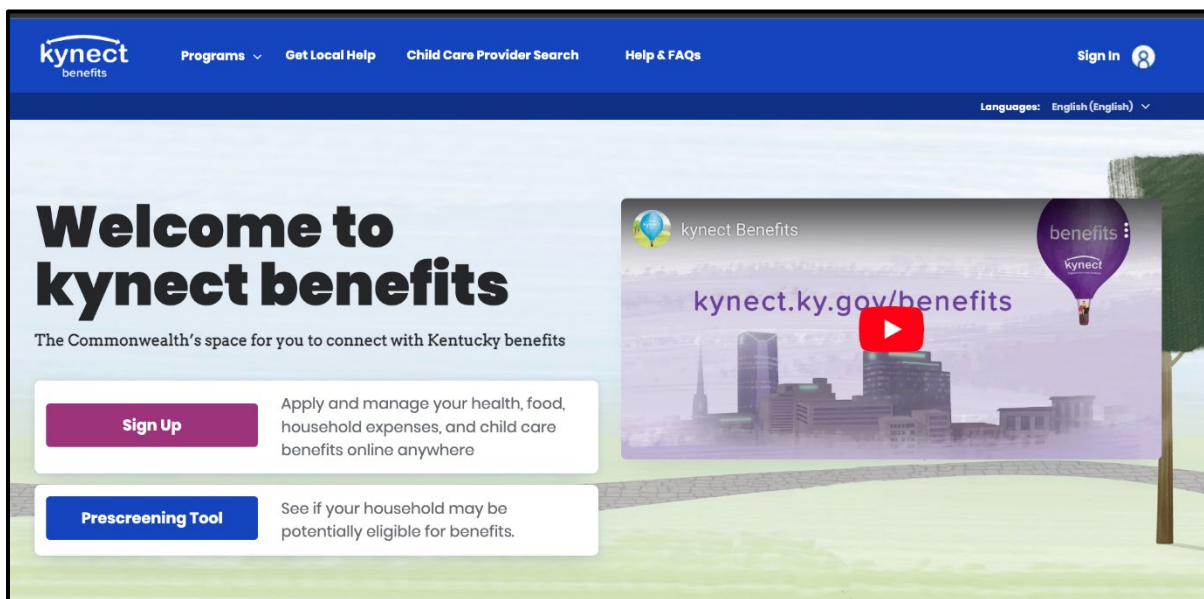 kynect
benefits
Programs
Get Local Help
Child Care Provider Search
Help & FAQs
Sign In
Languages: English (English)
Welcome to
kynect benefits
The Commonwealth's space for you to connect with Kentucky benefits
Sign Up
Apply and manage your health, food,
household expenses, and child care
benefits online anywhere
Prescreening Tool
See if your household may be
potentially eligible for benefits.
kynect Benefits
benefits
kynect
kynect.ky.gov/benefits